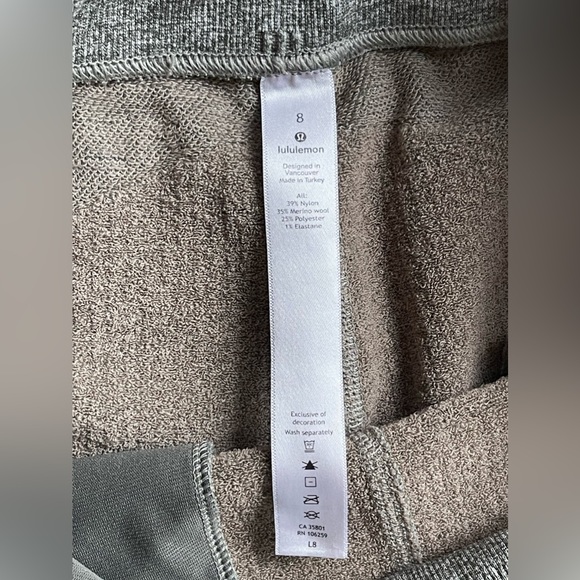 8
lululemon
Designed in
Vancouver
Made in Turkey
All:
39% Nylon
35% Merino wool
25% Polyester
1% Elastane
Exclusive of
decoration
Wash separately
CA 35801
RN 106259
L8